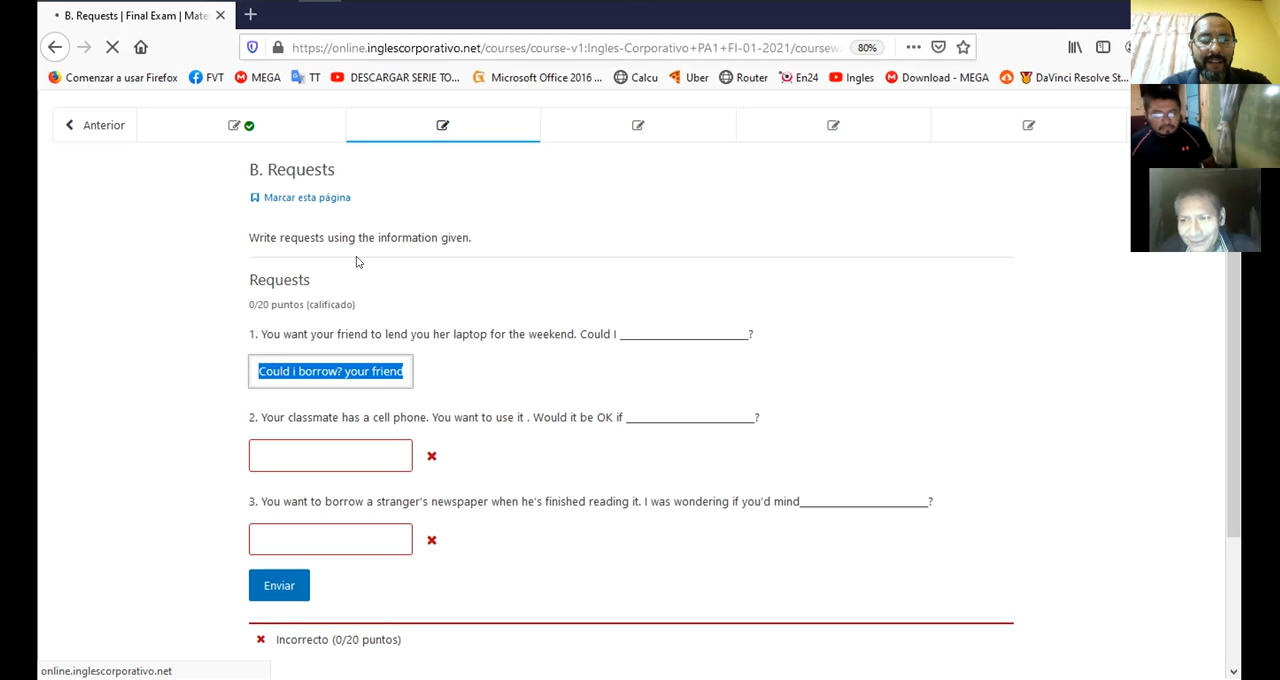 B. Requests | Final Exam | Mate
https://online.inglescorporativo.net/courses/course-v1:Ingles-Corporativo+PA1+FI-01-2021/coursew
80%
Comenzar a usar Firefox
FVT
MEGA
TT
DESCARGAR SERIE TO...
Microsoft Office 2016 ...
Calcu
Uber
Router
En24
Ingles
Download - MEGA
DaVinci Resolve St...
Anterior
B. Requests
Marcar esta página
Write requests using the information given.
Requests
0/20 puntos (calificado)
1. You want your friend to lend you her laptop for the weekend. Could I ____________________?
Could i borrow? your friend
2. Your classmate has a cell phone. You want to use it . Would it be OK if ____________________?
3. You want to borrow a stranger's newspaper when he's finished reading it. I was wondering if you'd mind____________________?
Enviar
Incorrecto (0/20 puntos)
online.inglescorporativo.net